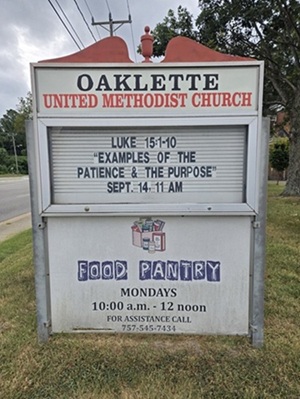 OAKLETTE
UNITED METHODIST CHURCH
LUKE 15:1-10
"EXAMPLES OF THE
PATIENCE & THE PURPOSE"
SEPT. 14, 11 AM
FOOD PANTRY
MONDAYS
10:00 a.m. - 12 noon
FOR ASSISTANCE CALL
757-545-7434